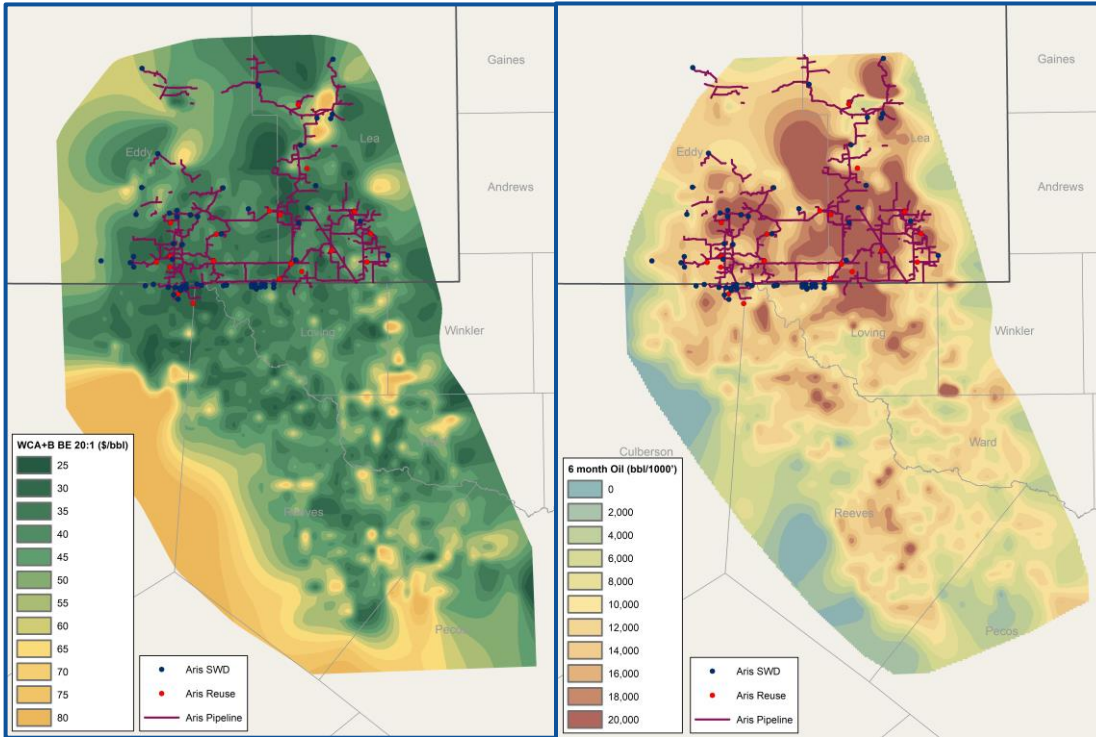 Gaines
Lea
Eddy
Andrews
Loving
Winkler
Reeves
Pecos
WCA+B BE 20:1 ($/bbl)
25
30
35
40
45
50
55
60
65
70
75
80
Aris SWD
Aris Reuse
Aris Pipeline
Gaines
Lea
Eddy
Andrews
Loving
Winkler
Culberson
Ward
Reeves
Pecos
6 month Oil (bbl/1000')
0
2,000
4,000
6,000
8,000
10,000
12,000
14,000
16,000
18,000
20,000
Aris SWD
Aris Reuse
Aris Pipeline